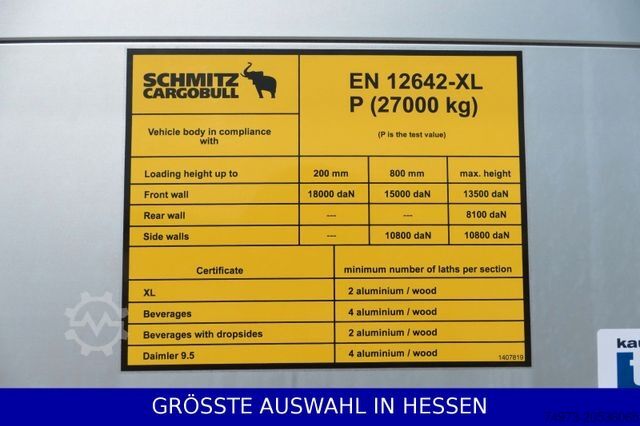 SCHMITZ
CARGOBULL
EN 12642-XL
P (27000 kg)
Vehicle body in compliance
with
(P is the test value)
Loading height up to 200 mm 800 mm max. height
Front wall 18000 daN 15000 daN 13500 daN
Rear wall --- --- 8100 daN
Side walls --- 10800 daN 10800 daN
Certificate minimum number of laths per section
XL 2 aluminium / wood
Beverages 4 aluminium / wood
Beverages with dropsides 2 aluminium / wood
Daimler 9.5 4 aluminium / wood
1407819
GRÖSSTE AUSWAHL IN HESSEN